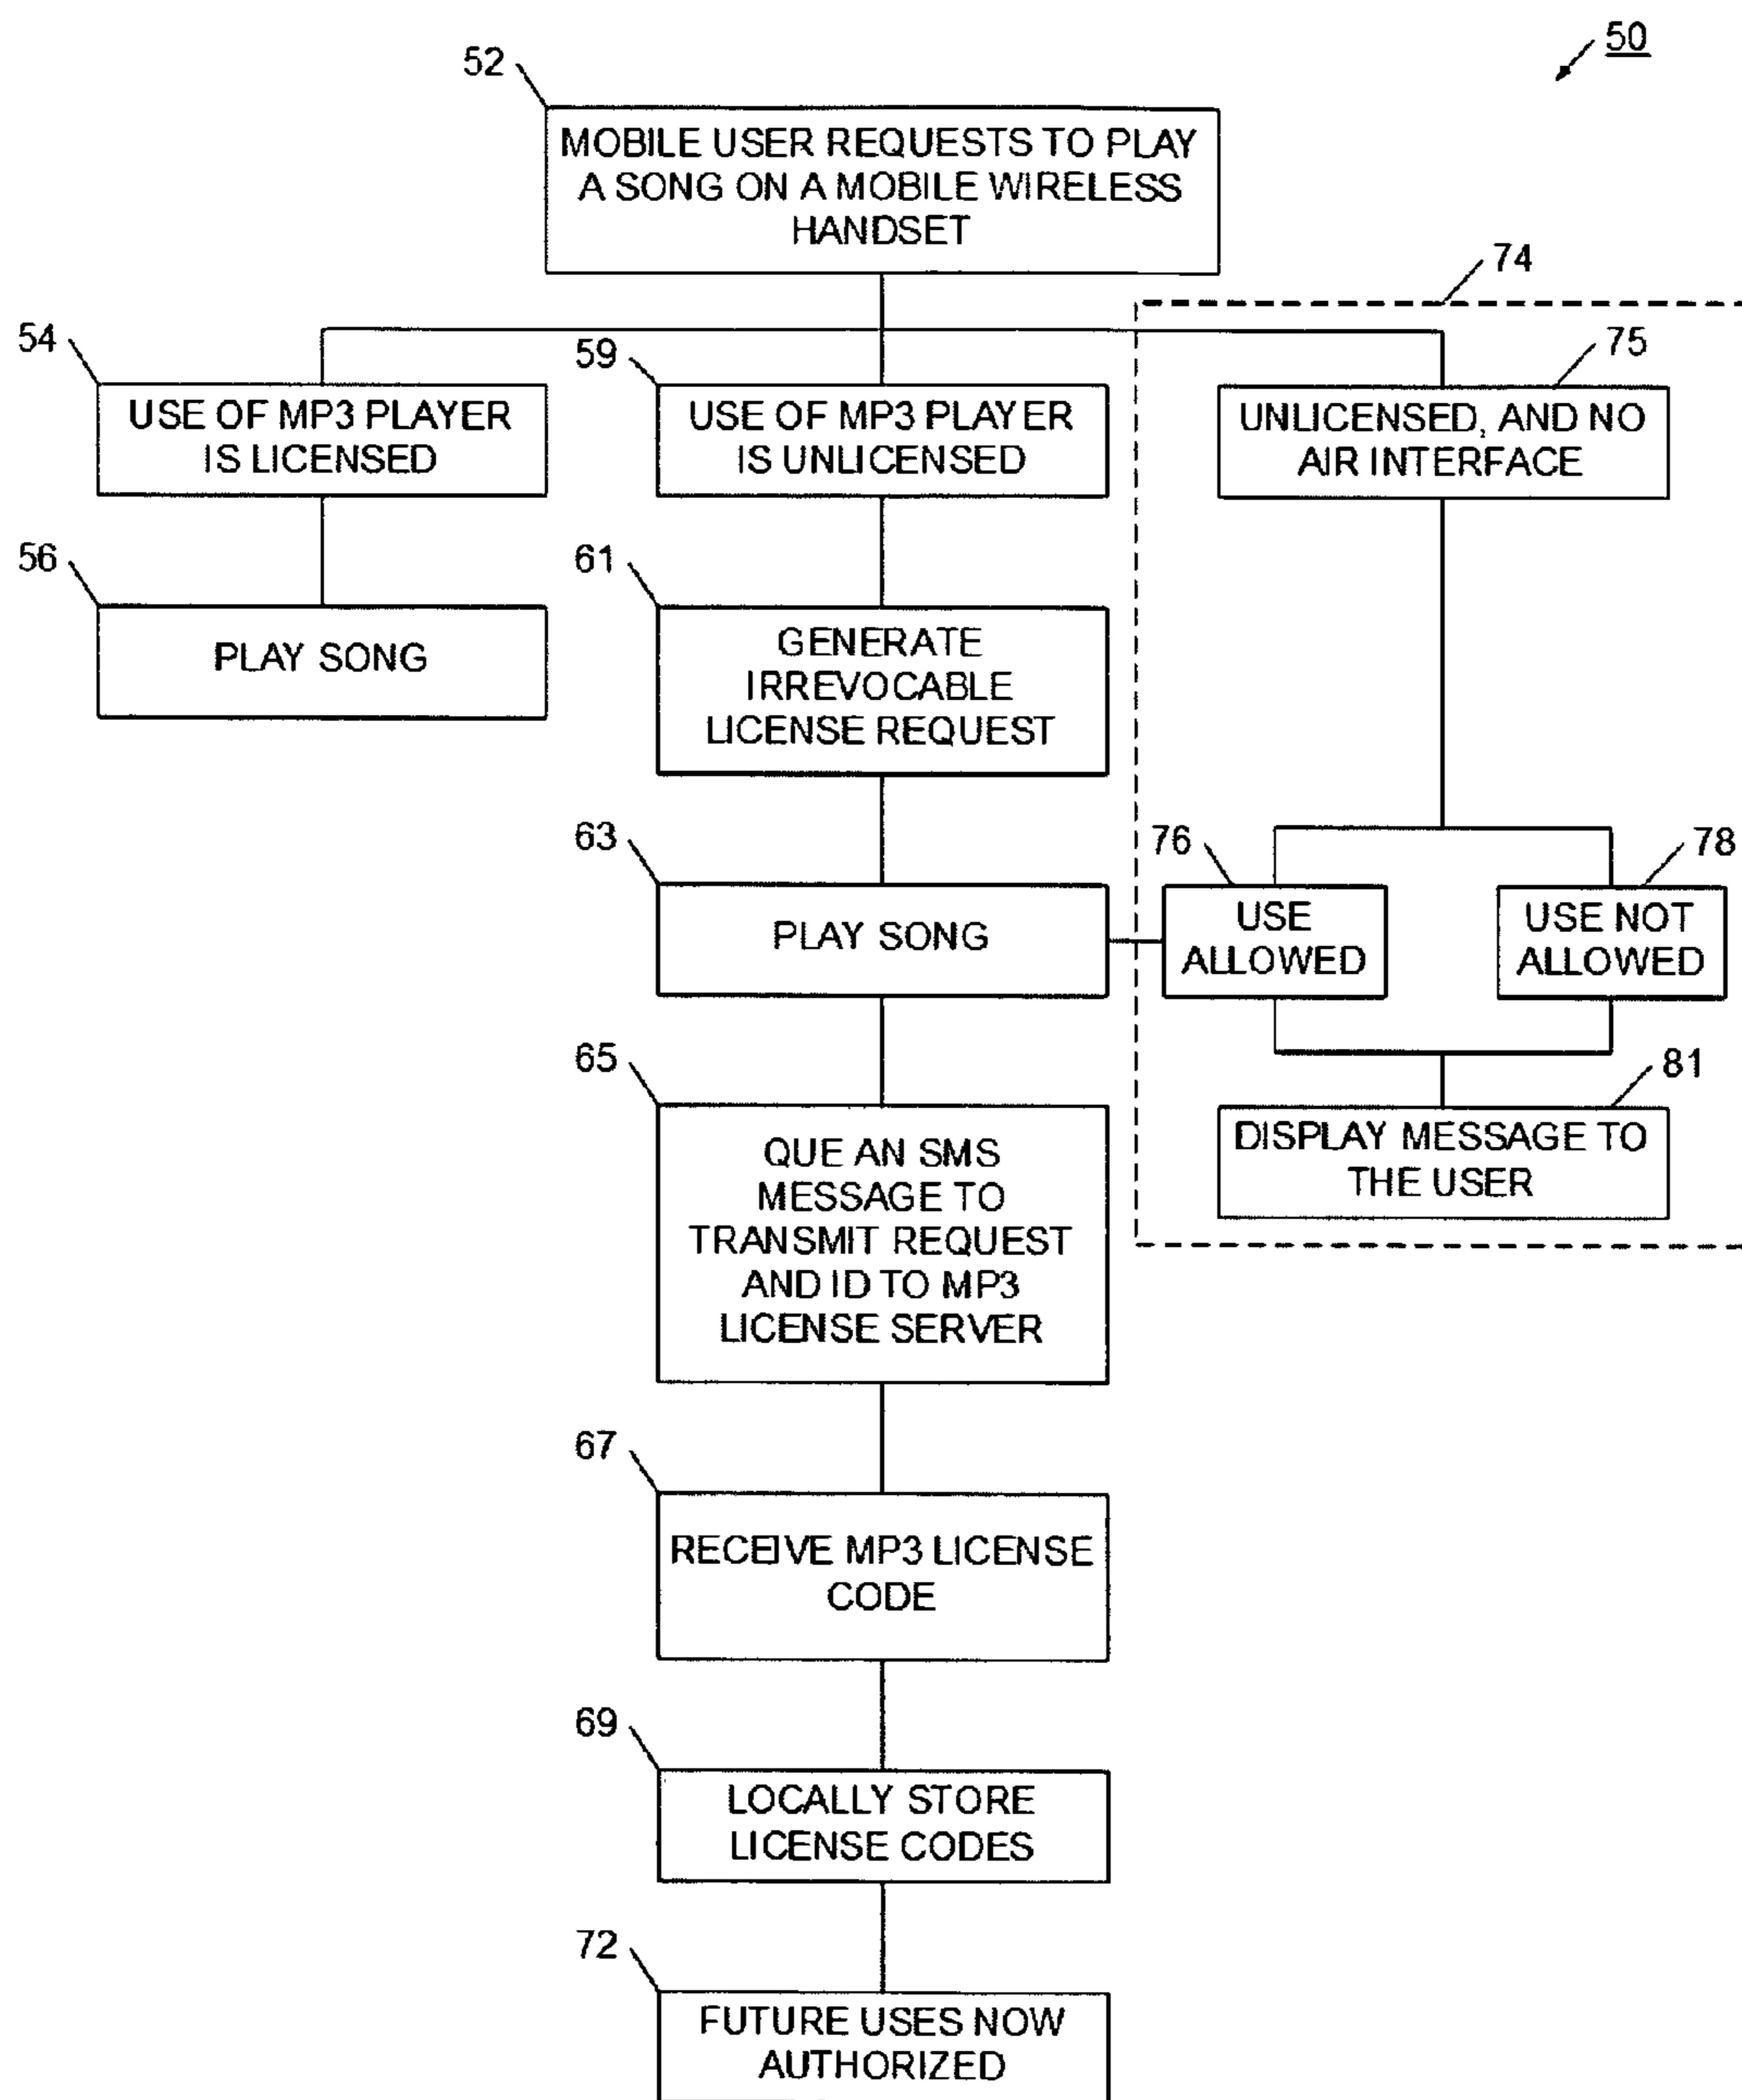 50
52
MOBILE USER REQUESTS TO PLAY
A SONG ON A MOBILE WIRELESS
HANDSET
74
54
USE OF MP3 PLAYER
IS LICENSED
59
USE OF MP3 PLAYER
IS UNLICENSED
75
UNLICENSED, AND NO
AIR INTERFACE
56
PLAY SONG
61
GENERATE
IRREVOCABLE
LICENSE REQUEST
63
PLAY SONG
76
USE
ALLOWED
78
USE NOT
ALLOWED
65
QUE AN SMS
MESSAGE TO
TRANSMIT REQUEST
AND ID TO MP3
LICENSE SERVER
81
DISPLAY MESSAGE TO
THE USER
67
RECEIVE MP3 LICENSE
CODE
69
LOCALLY STORE
LICENSE CODES
72
FUTURE USES NOW
AUTHORIZED